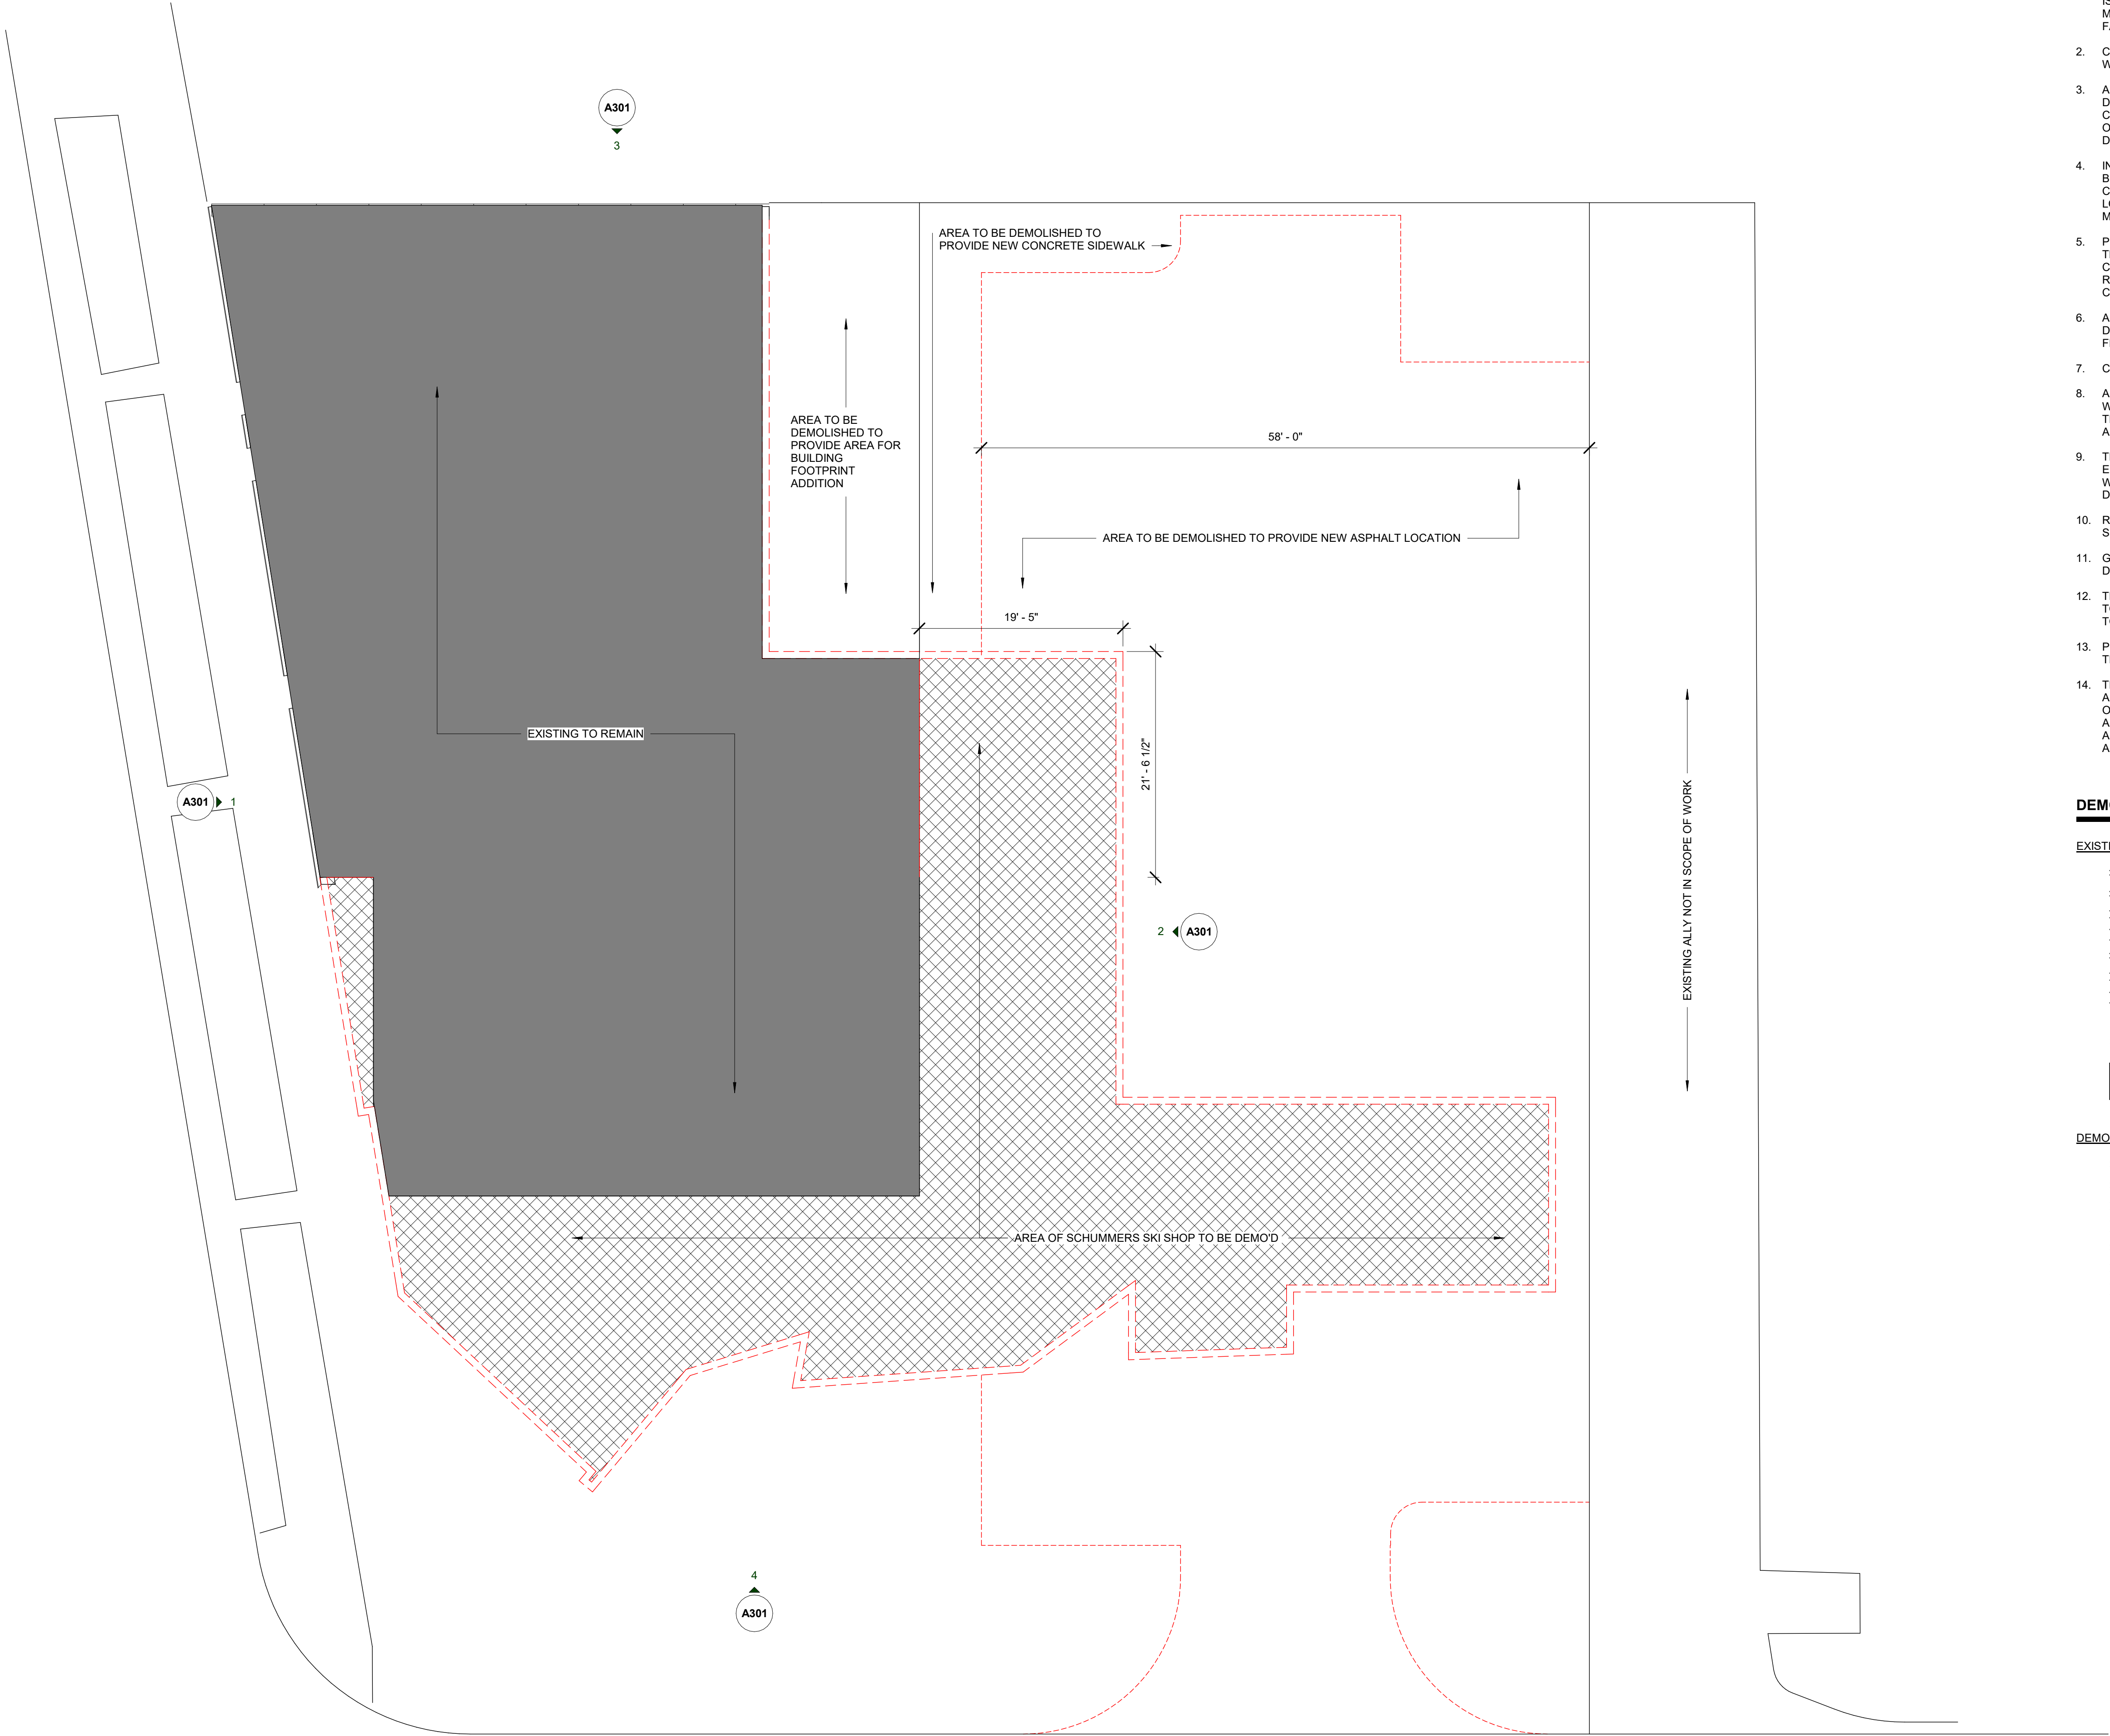 A301
3
AREA TO BE DEMOLISHED TO
PROVIDE NEW CONCRETE SIDEWALK
AREA TO BE
DEMOLISHED TO
PROVIDE AREA FOR
BUILDING
FOOTPRINT
ADDITION
58' - 0"
AREA TO BE DEMOLISHED TO PROVIDE NEW ASPHALT LOCATION
19' - 5"
EXISTING TO REMAIN
21' - 6 1/2"
A301
1
2
A301
EXISTING ALLY NOT IN SCOPE OF WORK
AREA OF SCHUMMERS SKI SHOP TO BE DEMO'D
4
A301
2.
3.
4.
5.
6.
7.
8.
9.
10.
11.
12.
13.
14.